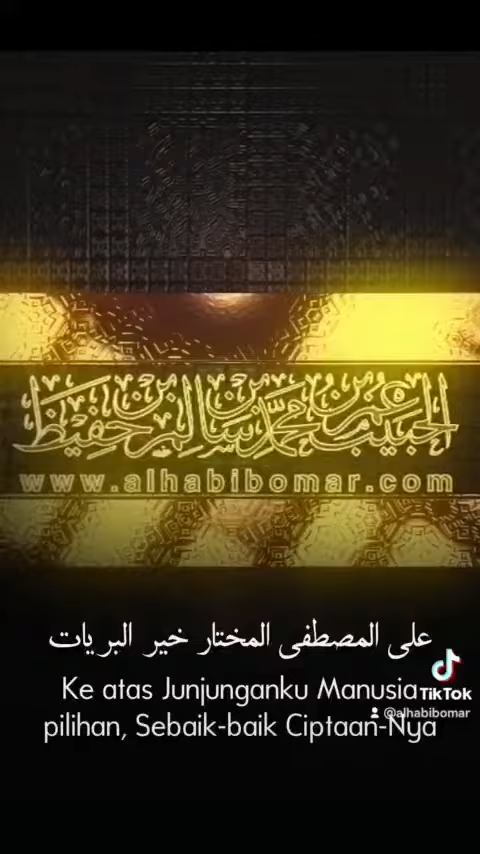 الحبيب عمر بن محمد بن سالم بن حفيظ
www.alhabibomar.com
على المصطفى المختار خير البريات
Ke atas Junjunganku Manusia
pilihan, Sebaik-baik Ciptaan-Nya
TikTok
@alhabibomar